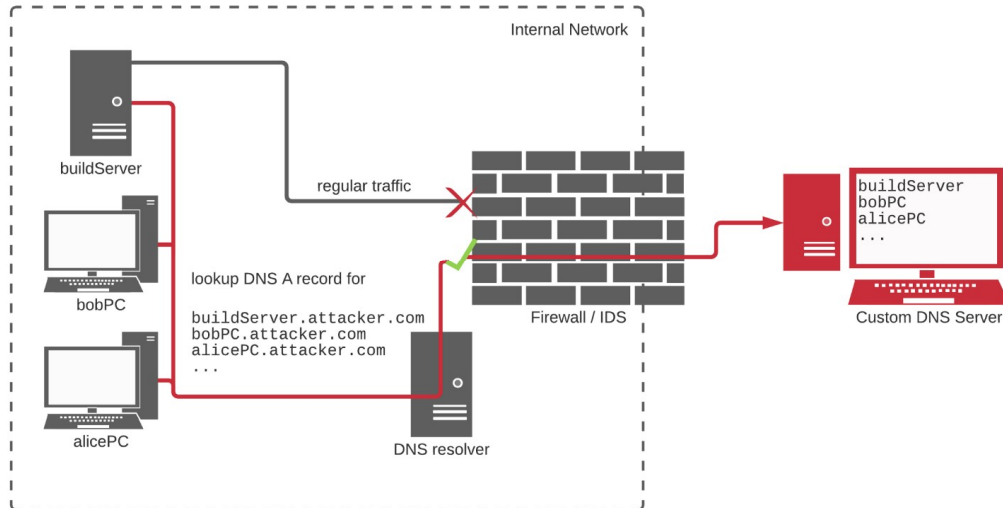 Internal Network
buildServer
regular traffic
bobPC
lookup DNS A record for
buildServer.attacker.com
bobPC.attacker.com
alicePC.attacker.com
...
alicePC
DNS resolver
Firewall / IDS
buildServer
bobPC
alicePC
...
Custom DNS Server